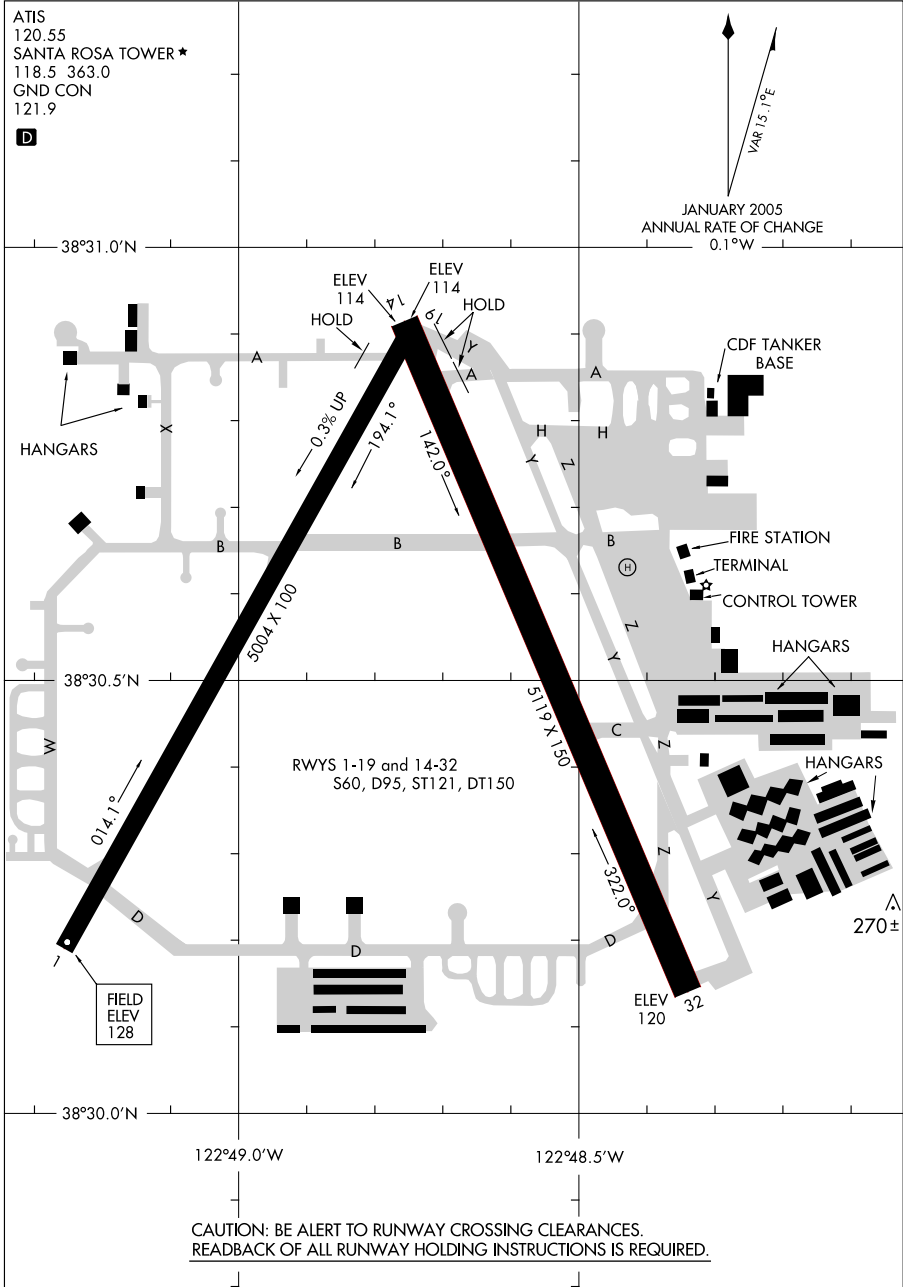 ATIS
120.55
SANTA ROSA TOWER ★
118.5 363.0
GND CON
121.9
D
VAR 15.1°E
JANUARY 2005
ANNUAL RATE OF CHANGE
0.1°W
38°31.0'N
ELEV
114
ELEV
114
14
19
HOLD
HOLD
Y
A
A
A
CDF TANKER
BASE
HANGARS
X
0.3% UP
194.1°
142.0°
H
H
Y
Z
B
B
B
H
FIRE STATION
TERMINAL
CONTROL TOWER
5004 X 100
Z
Y
HANGARS
38°30.5'N
5119 X 150
C
Z
W
RWYS 1-19 and 14-32
S60, D95, ST121, DT150
HANGARS
014.1°
322.0°
Z
Y
D
D
D
270±
1
FIELD
ELEV
128
ELEV
120
32
38°30.0'N
122°49.0'W
122°48.5'W
CAUTION: BE ALERT TO RUNWAY CROSSING CLEARANCES.
READBACK OF ALL RUNWAY HOLDING INSTRUCTIONS IS REQUIRED.